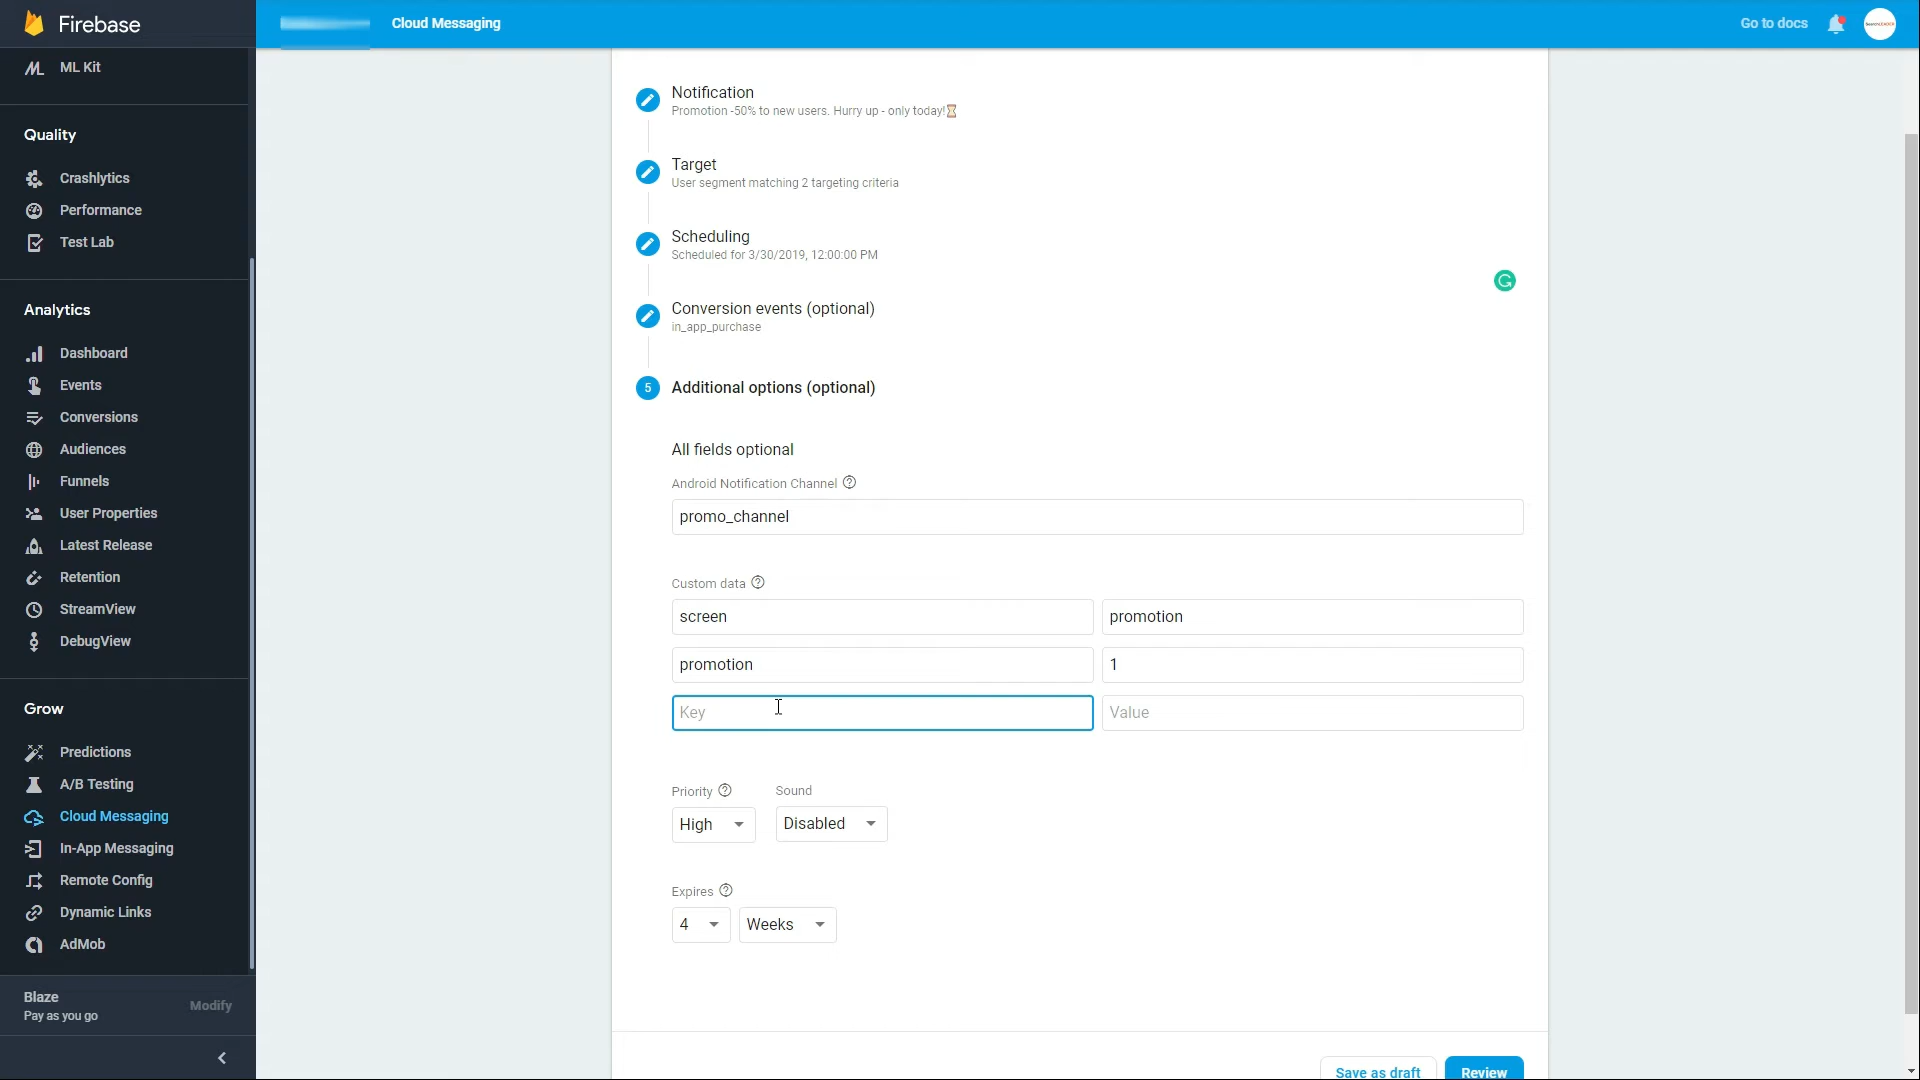 Firebase
Cloud Messaging
Go to docs
ML Kit
Quality
Crashlytics
Performance
Test Lab
Analytics
Dashboard
Events
Conversions
Audiences
Funnels
User Properties
Latest Release
Retention
StreamView
DebugView
Grow
Predictions
A/B Testing
Cloud Messaging
In-App Messaging
Remote Config
Dynamic Links
AdMob
Blaze
Pay as you go
Modify
Notification
Promotion -50% to new users. Hurry up - only today!⌛
Target
User segment matching 2 targeting criteria
Scheduling
Scheduled for 3/30/2019, 12:00:00 PM
Conversion events (optional)
in_app_purchase
5 Additional options (optional)
All fields optional
Android Notification Channel
promo_channel
Custom data
screen promotion
promotion 1
Key Value
Priority Sound
High Disabled
Expires
4 Weeks
Save as draft Review